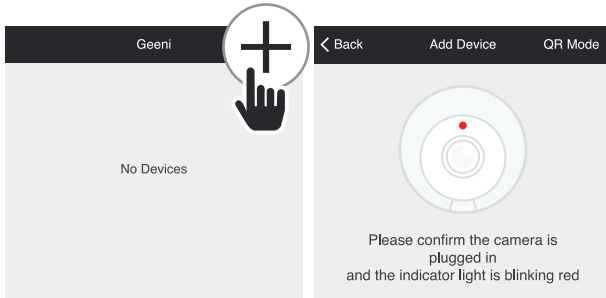 Geeni
No Devices
Back
Add Device
QR Mode
Please confirm the camera is
plugged in
and the indicator light is blinking red